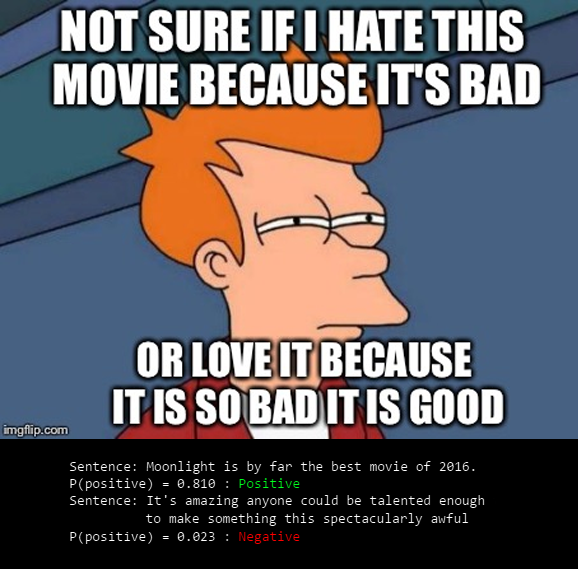 NOT SURE IF I HATE THIS
MOVIE BECAUSE IT'S BAD
OR LOVE IT BECAUSE
IT IS SO BAD IT IS GOOD
imgflip.com
Sentence: Moonlight is by far the best movie of 2016.
P(positive) = 0.810 : Positive
Sentence: It's amazing anyone could be talented enough
to make something this spectacularly awful
P(positive) = 0.023 : Negative